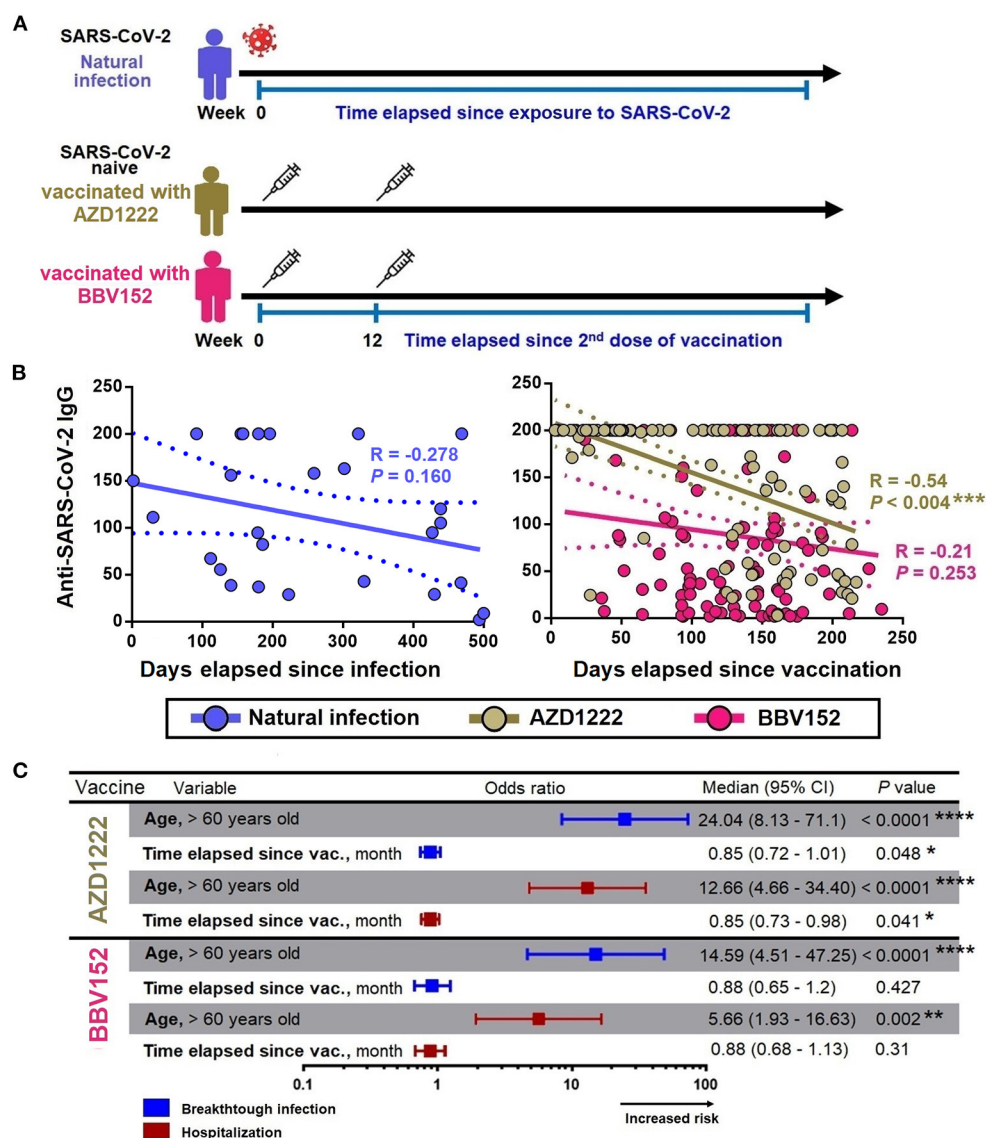 A
SARS-CoV-2
Natural
infection
Week 0
Time elapsed since exposure to SARS-CoV-2
SARS-CoV-2
naive
vaccinated with
AZD1222
vaccinated with
BBV152
Week 0 12 Time elapsed since 2nd dose of vaccination
B
Anti-SARS-CoV-2 IgG
250
200
150
100
50
0
0 100 200 300 400 500
Days elapsed since infection
R = -0.278
P = 0.160
250
200
150
100
50
0
0 50 100 150 200 250
Days elapsed since vaccination
R = -0.54
P < 0.004***
R = -0.21
P = 0.253
Natural infection AZD1222 BBV152
C
Vaccine Variable Odds ratio Median (95% CI) P value
AZD1222
Age, > 60 years old 24.04 (8.13 - 71.1) < 0.0001 ****
Time elapsed since vac., month 0.85 (0.72 - 1.01) 0.048 *
Age, > 60 years old 12.66 (4.66 - 34.40) < 0.0001 ****
Time elapsed since vac., month 0.85 (0.73 - 0.98) 0.041 *
BBV152
Age, > 60 years old 14.59 (4.51 - 47.25) < 0.0001 ****
Time elapsed since vac., month 0.88 (0.65 - 1.2) 0.427
Age, > 60 years old 5.66 (1.93 - 16.63) 0.002 **
Time elapsed since vac., month 0.88 (0.68 - 1.13) 0.31
0.1 1 10 100
Increased risk
Breakthtough infection
Hospitalization